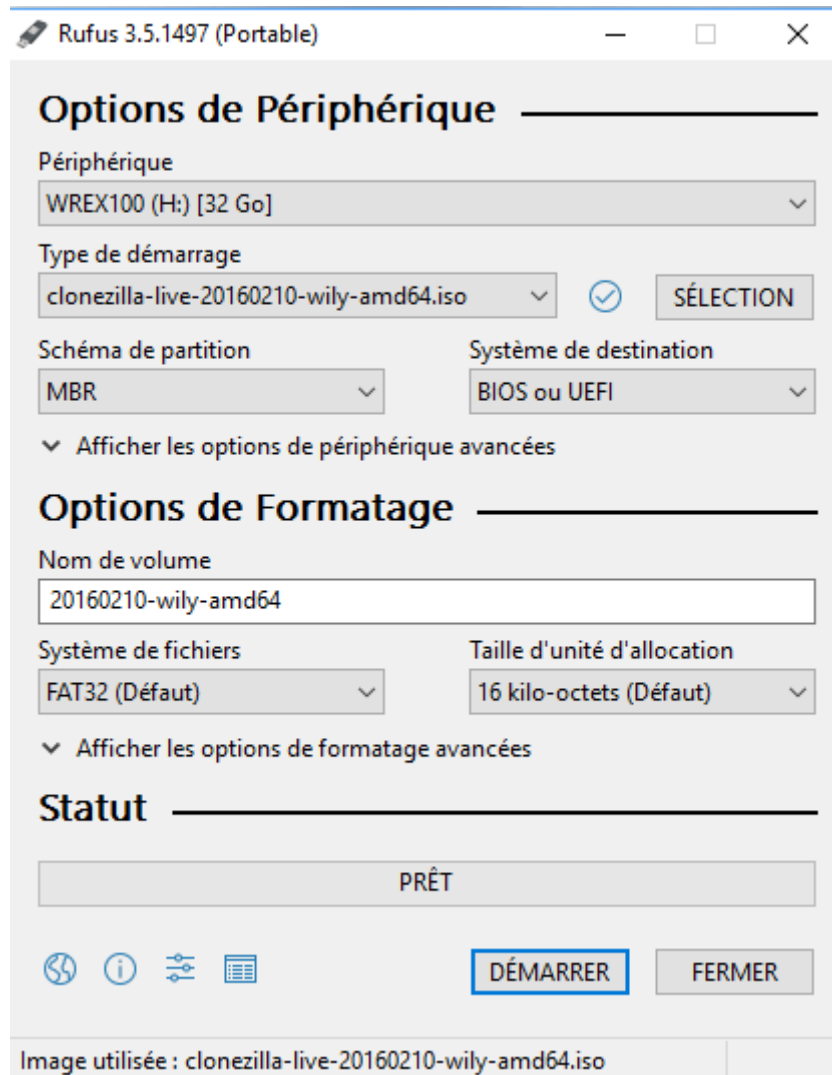 Rufus 3.5.1497 (Portable)
Options de Périphérique
Périphérique
WREX100 (H:) [32 Go]
Type de démarrage
clonezilla-live-20160210-wily-amd64.iso
SÉLECTION
Schéma de partition
Système de destination
MBR
BIOS ou UEFI
Afficher les options de périphérique avancées
Options de Formatage
Nom de volume
20160210-wily-amd64
Système de fichiers
Taille d'unité d'allocation
FAT32 (Défaut)
16 kilo-octets (Défaut)
Afficher les options de formatage avancées
Statut
PRÊT
DÉMARRER
FERMER
Image utilisée : clonezilla-live-20160210-wily-amd64.iso